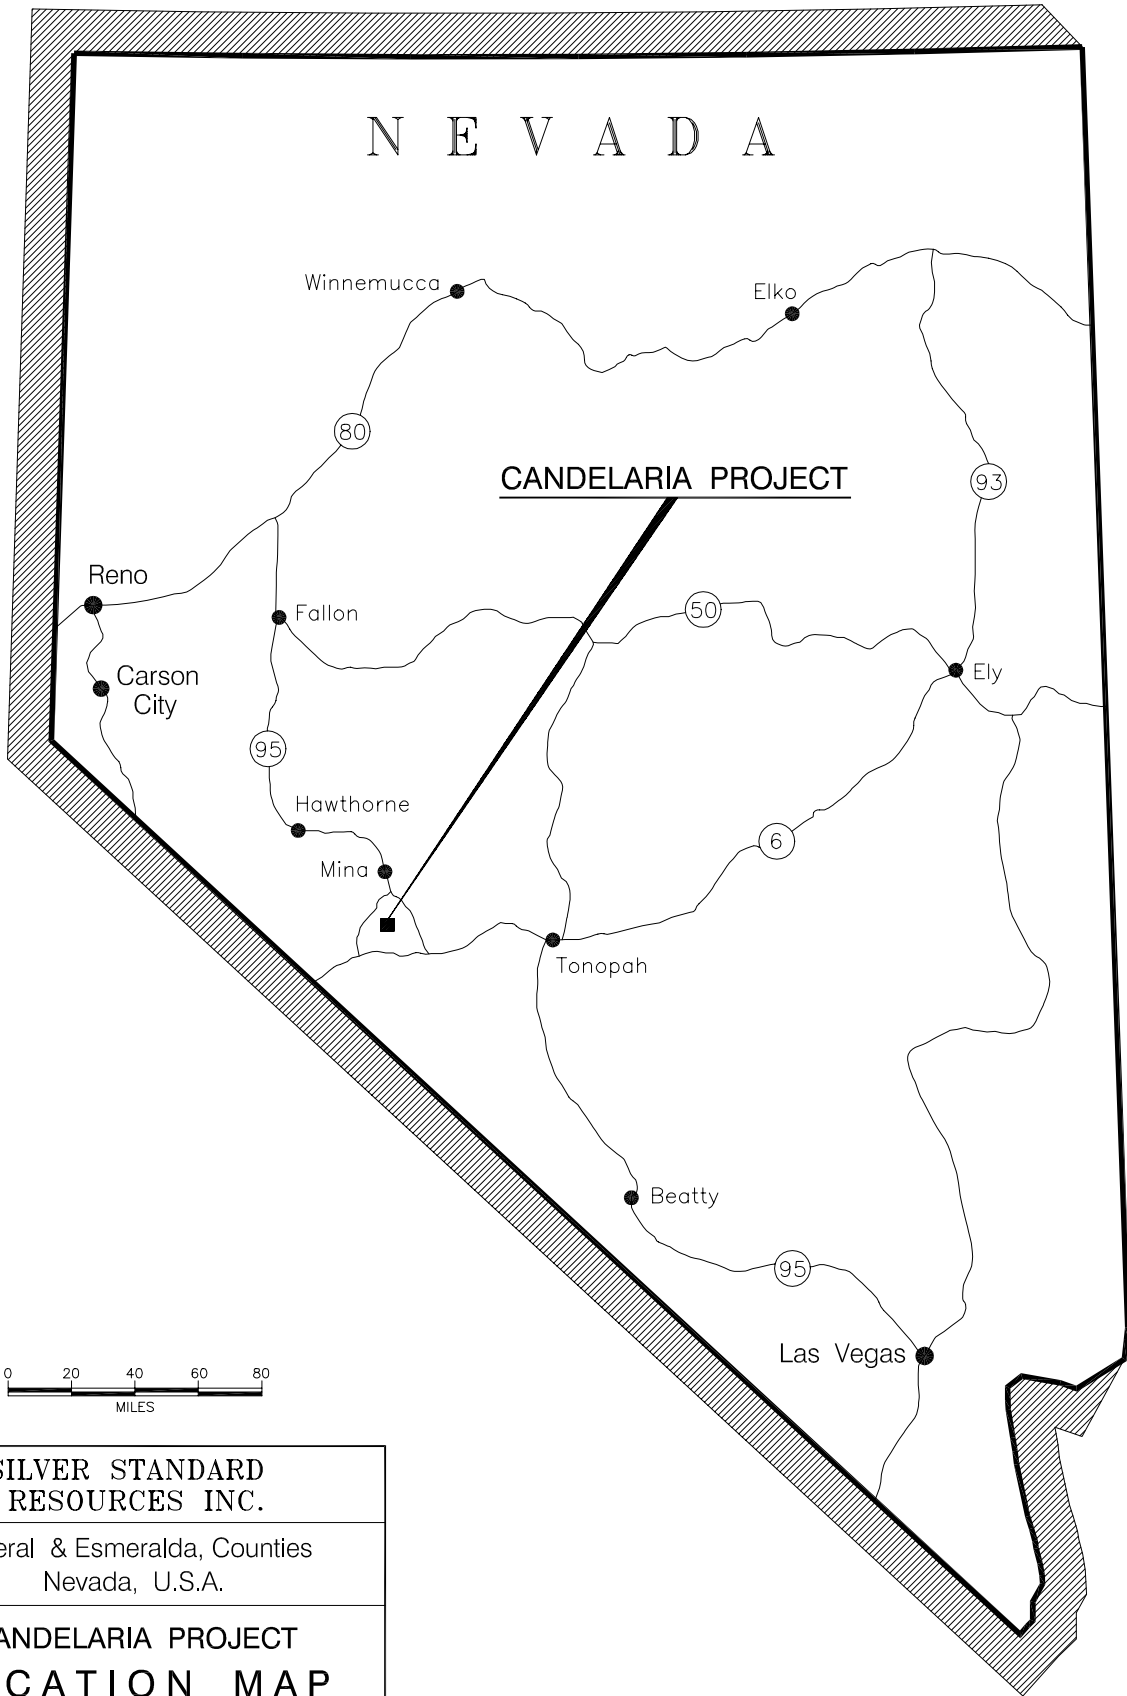 N E V A D A
Winnemucca
Elko
80
CANDELARIA PROJECT
93
Reno
Fallon
50
Carson
City
Ely
95
Hawthorne
Mina
6
Tonopah
Beatty
95
Las Vegas
0 20 40 60 80
MILES
SILVER STANDARD
RESOURCES INC.
eral & Esmeralda, Counties
Nevada, U.S.A.
ANDELARIA PROJECT
CATION MAP